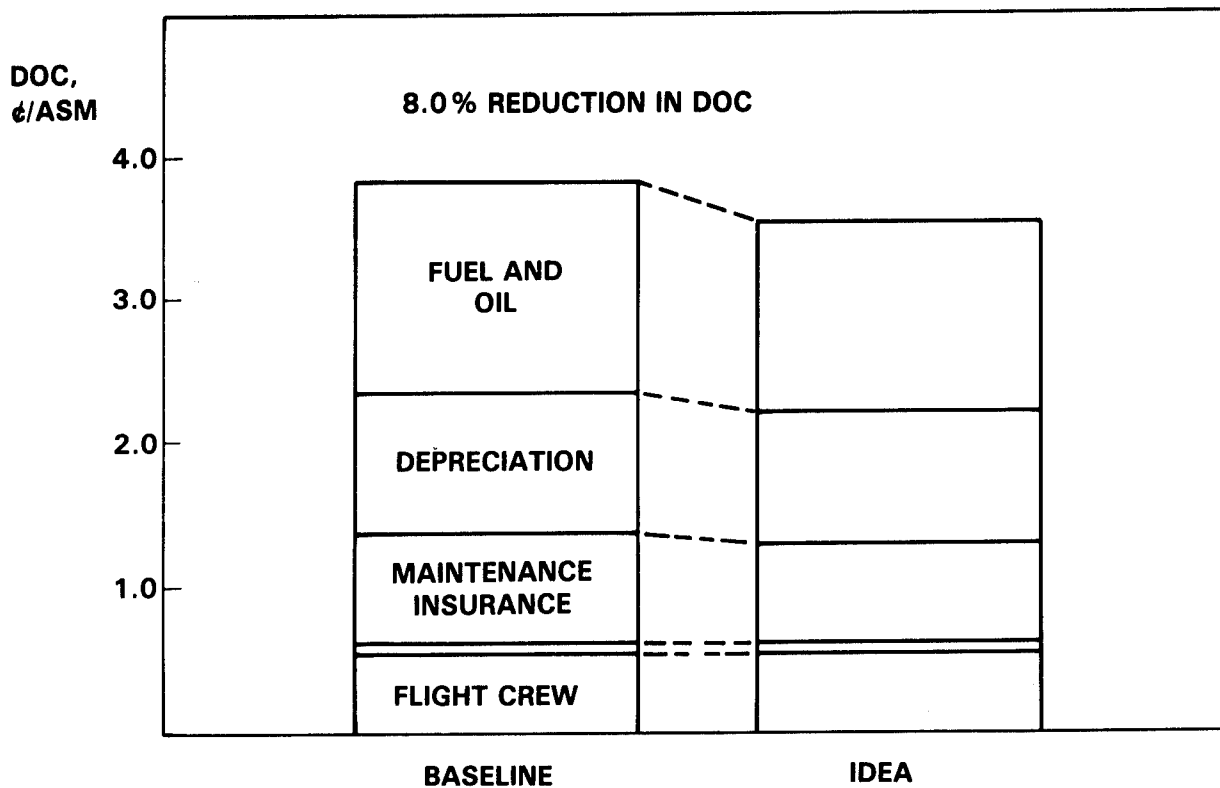 DOC,
¢/ASM
8.0% REDUCTION IN DOC
4.0
3.0
2.0
1.0
FUEL AND
OIL
DEPRECIATION
MAINTENANCE
INSURANCE
FLIGHT CREW
BASELINE
IDEA